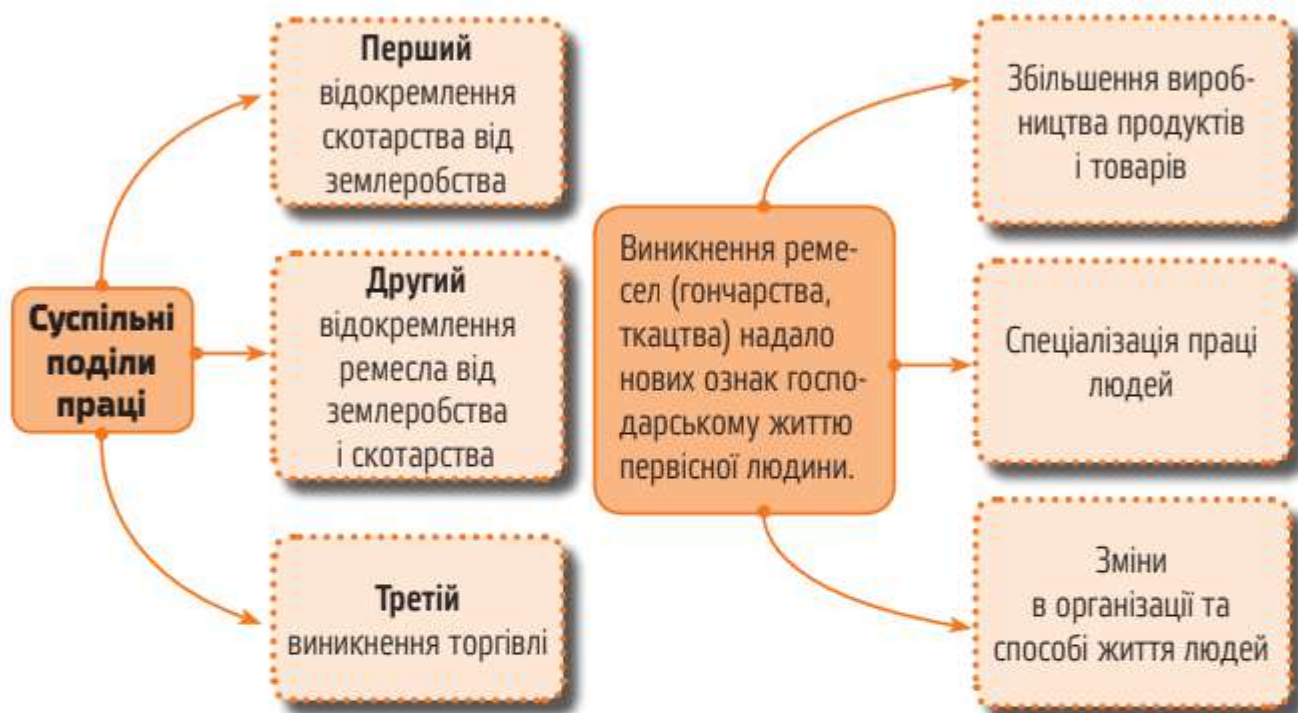 Суспільні
поділи
праці
Перший
відокремлення
скотарства від
землеробства
Другий
відокремлення
ремесла від
землеробства
і скотарства
Третій
виникнення торгівлі
Виникнення реме-
сел (гончарства,
ткацтва) надало
нових ознак госпо-
дарському життю
первісної людини.
Збільшення вироб-
ництва продуктів
і товарів
Спеціалізація праці
людей
Зміни
в організації та
способі життя людей